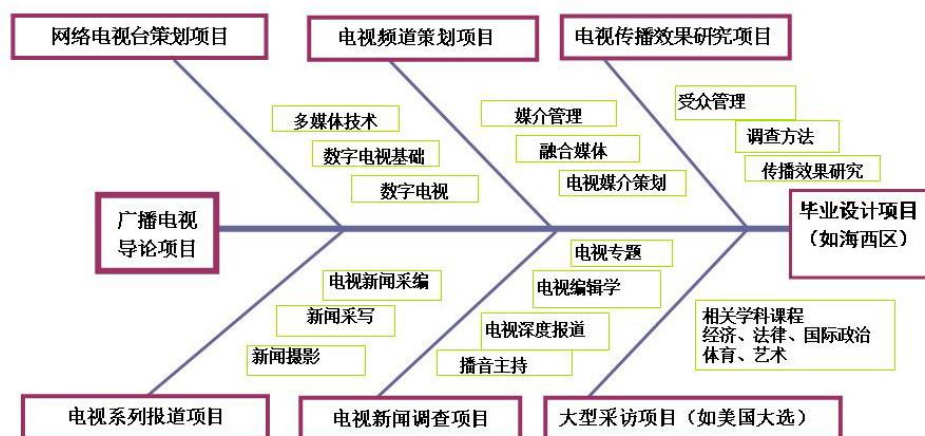 网络电视台策划项目
电视频道策划项目
电视传播效果研究项目
多媒体技术
数字电视基础
数字电视
媒介管理
融合媒体
电视媒介策划
受众管理
调查方法
传播效果研究
广播电视
导论项目
毕业设计项目
（如海西区）
电视新闻采编
新闻采写
新闻摄影
电视专题
电视编辑学
电视深度报道
播音主持
相关学科课程
经济、法律、国际政治
体育、艺术
电视系列报道项目
电视新闻调查项目
大型采访项目（如美国大选）